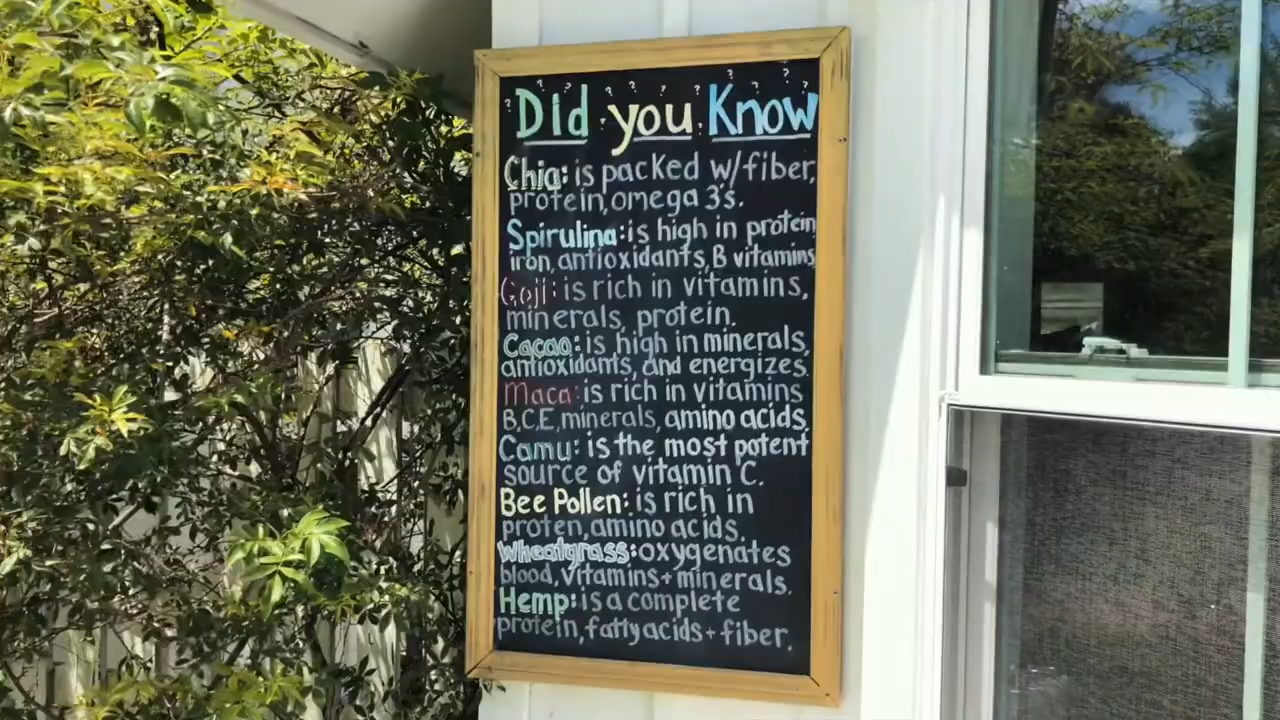 Did you Know
Chia: is packed w/fiber,
protein, omega 3's.
Spirulina: is high in protein
iron, antioxidants, B vitamins
Goji: is rich in vitamins,
minerals, protein.
Cacao: is high in minerals,
antioxidants, and energizes.
Maca: is rich in vitamins
B,C,E, minerals, amino acids,
Camu: is the most potent
source of vitamin C.
Bee Pollen: is rich in
proten, amino acids.
Wheatgrass: oxygenates
blood, vitamins + minerals.
Hemp: is a complete
protein, fatty acids + fiber.